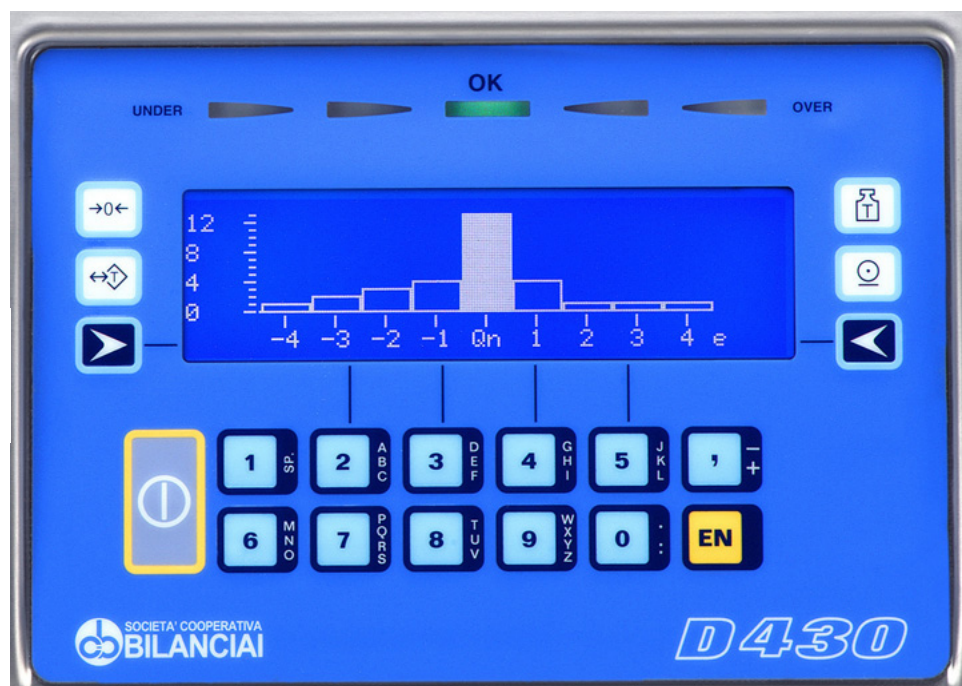 OK
UNDER OVER
→0← T
12
8
↔T
4
0
-4 -3 -2 -1 Qn 1 2 3 4 e
1 SP. 2 ABC 3 DEF 4 GHI 5 JKL , - +
6 MNO 7 PQRS 8 TUV 9 WXYZ 0 . : EN
SOCIETA' COOPERATIVA
BILANCIAI
D430